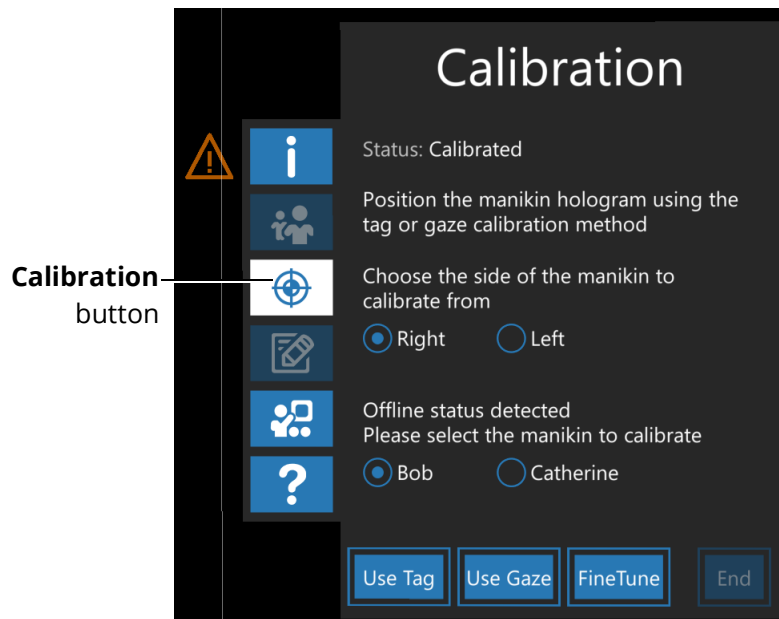 Calibration
Status: Calibrated
Position the manikin hologram using the
tag or gaze calibration method
Calibration
button
Choose the side of the manikin to
calibrate from
Right Left
Offline status detected
Please select the manikin to calibrate
Bob Catherine
Use Tag Use Gaze FineTune End